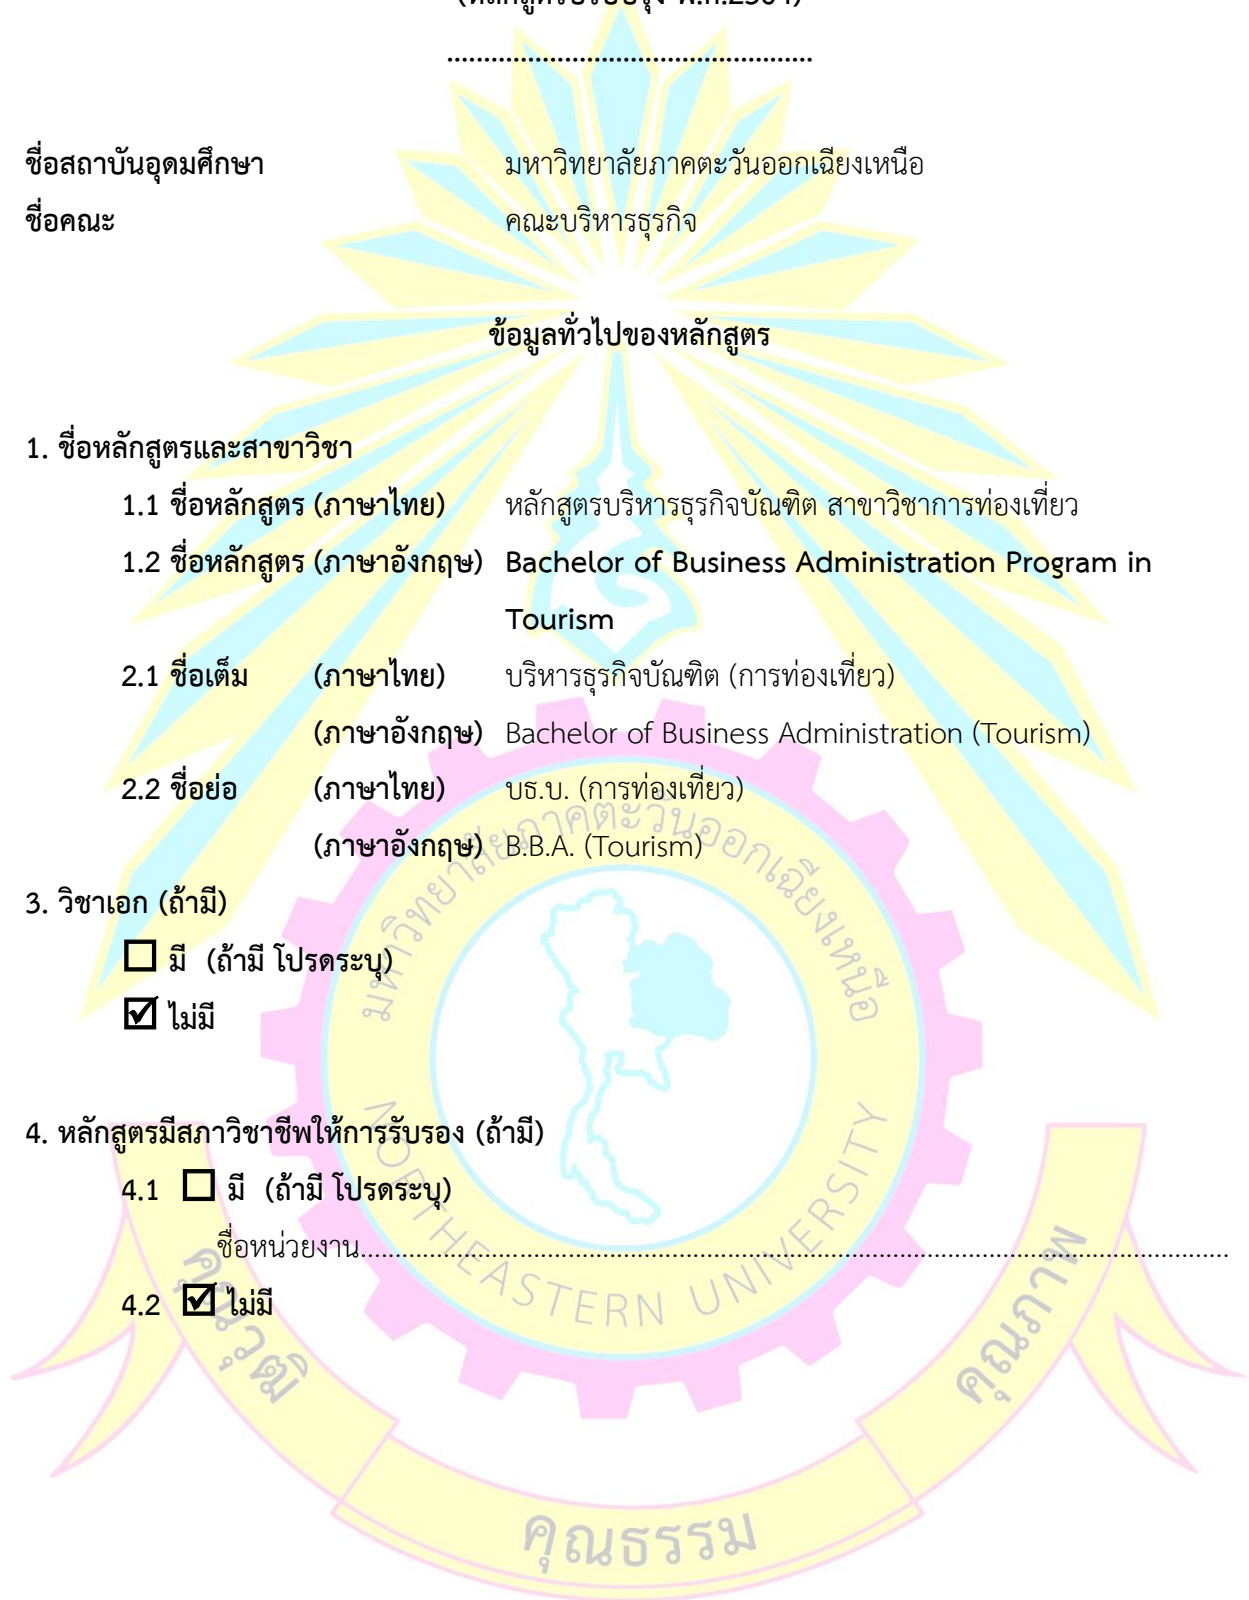 (หลักสูตรปรับปรุง พ.ศ.2564)
ชื่อสถาบันอุดมศึกษา มหาวิทยาลัยภาคตะวันออกเฉียงเหนือ
ชื่อคณะ คณะบริหารธุรกิจ
ข้อมูลทั่วไปของหลักสูตร
1. ชื่อหลักสูตรและสาขาวิชา
1.1 ชื่อหลักสูตร (ภาษาไทย) หลักสูตรบริหารธุรกิจบัณฑิต สาขาวิชาการท่องเที่ยว
1.2 ชื่อหลักสูตร (ภาษาอังกฤษ) Bachelor of Business Administration Program in
Tourism
2.1 ชื่อเต็ม (ภาษาไทย) บริหารธุรกิจบัณฑิต (การท่องเที่ยว)
(ภาษาอังกฤษ) Bachelor of Business Administration (Tourism)
2.2 ชื่อย่อ (ภาษาไทย) บธ.บ. (การท่องเที่ยว)
(ภาษาอังกฤษ) B.B.A. (Tourism)
3. วิชาเอก (ถ้ามี)
☐ มี (ถ้ามี โปรดระบุ)
☑ ไม่มี
4. หลักสูตรมีสภาวิชาชีพให้การรับรอง (ถ้ามี)
4.1 ☐ มี (ถ้ามี โปรดระบุ)
ชื่อหน่วยงาน..............................................................................................................................
4.2 ☑ ไม่มี
มหาวิทยาลัยภาคตะวันออกเฉียงเหนือ
NORTHEASTERN UNIVERSITY
คุณวุฒิ
คุณธรรม
คุณภาพ